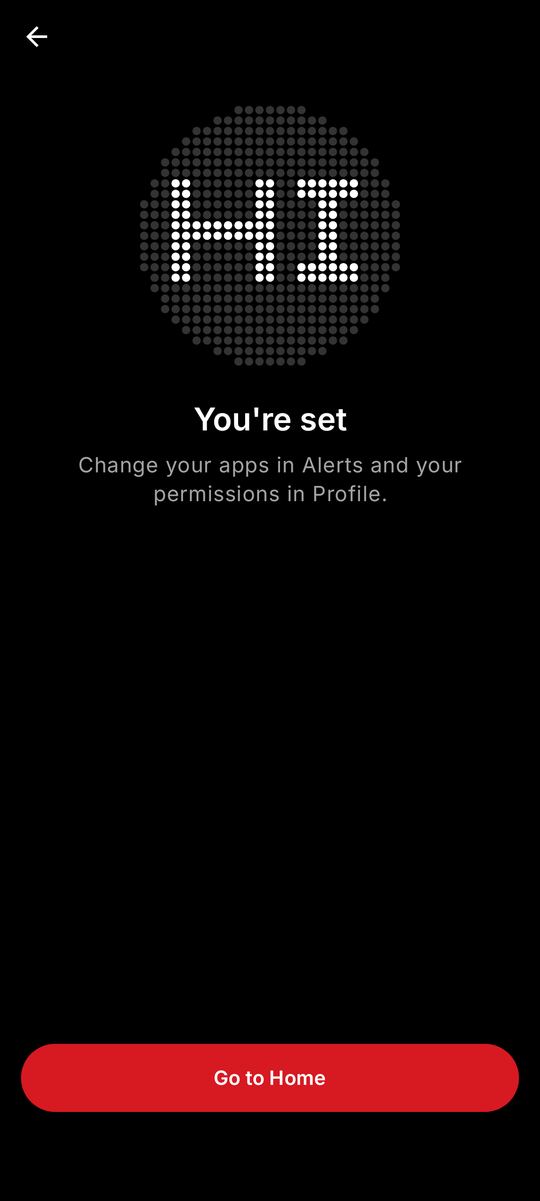 HI
You're set
Change your apps in Alerts and your
permissions in Profile.
Go to Home